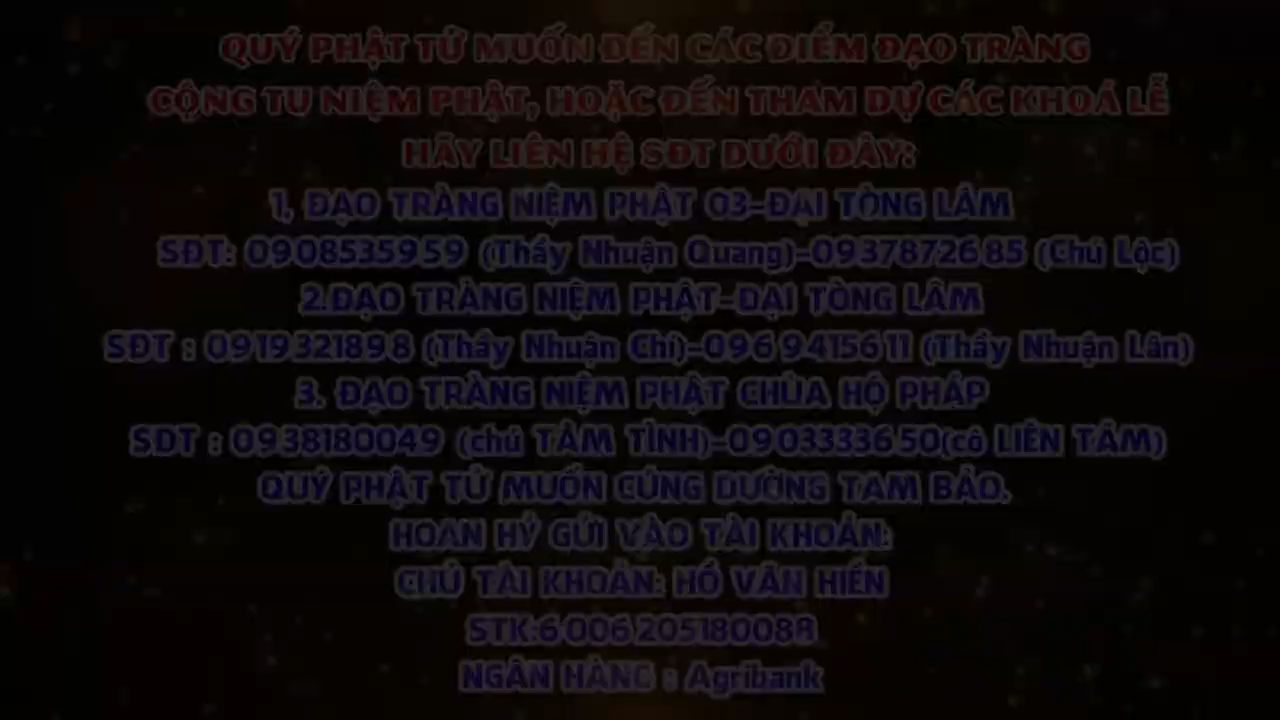 QUÝ PHẬT TỬ MUỐN ĐẾN CÁC ĐIỂM ĐẠO TRÀNG
CỘNG TU NIỆM PHẬT, HOẶC ĐẾN THAM DỰ CÁC KHOÁ LỄ
HÃY LIÊN HỆ SĐT DƯỚI ĐÂY:
1. ĐẠO TRÀNG NIỆM PHẬT 03-ĐẠI TÒNG LÂM
SĐT: 0908535959 (Thầy Nhuận Quang)-0937872685 (Chú Lộc)
2.ĐẠO TRÀNG NIỆM PHẬT-ĐẠI TÒNG LÂM
SĐT : 0919321898 (Thầy Nhuận Chí)-0969415611 (Thầy Nhuận Lân)
3. ĐẠO TRÀNG NIỆM PHẬT CHÙA HỘ PHÁP
SĐT : 0938180049 (chú TÂM TỊNH)-0903333650(cô LIÊN TÂM)
QUÝ PHẬT TỬ MUỐN CÚNG DƯỜNG TAM BẢO.
HOAN HỶ GỬI VÀO TÀI KHOẢN:
CHỦ TÀI KHOẢN: HỒ VĂN HIẾN
STK:6006205180088
NGÂN HÀNG : Agribank